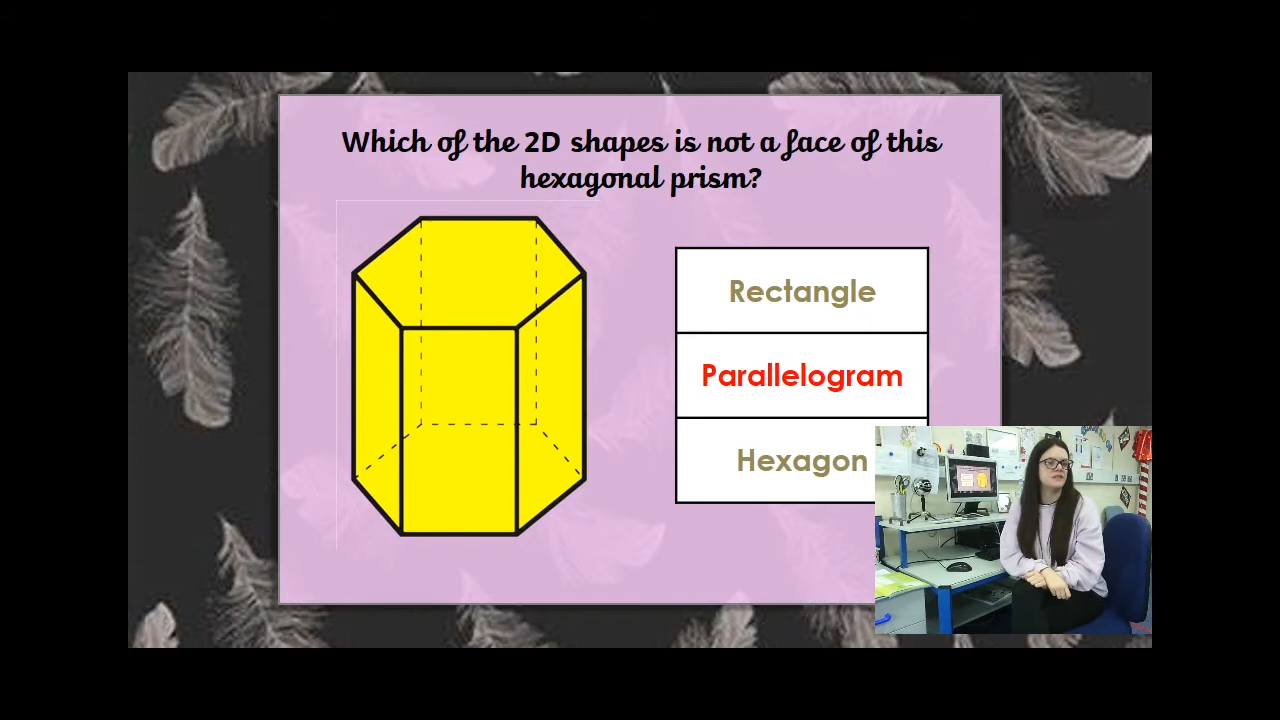 Which of the 2D shapes is not a face of this
hexagonal prism?
Rectangle
Parallelogram
Hexagon